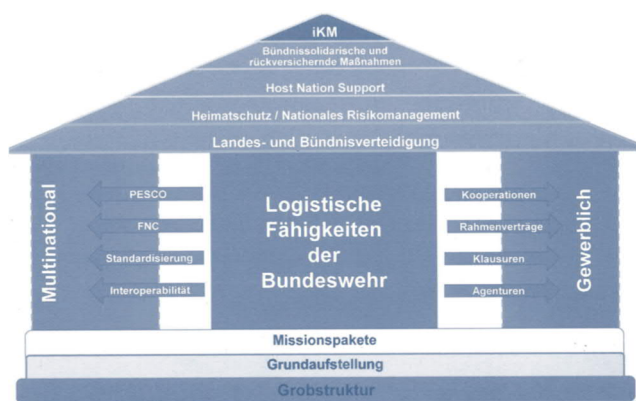 iKM
Bündnissolidarische und
rückversichernde Maßnahmen
Host Nation Support
Heimatschutz / Nationales Risikomanagement
Landes- und Bündnisverteidigung
Multinational
PESCO
FNC
Standardisierung
Interoperabilität
Logistische
Fähigkeiten
der
Bundeswehr
Kooperationen
Rahmenverträge
Klausuren
Agenturen
Gewerblich
Missionspakete
Grundaufstellung
Grobstruktur